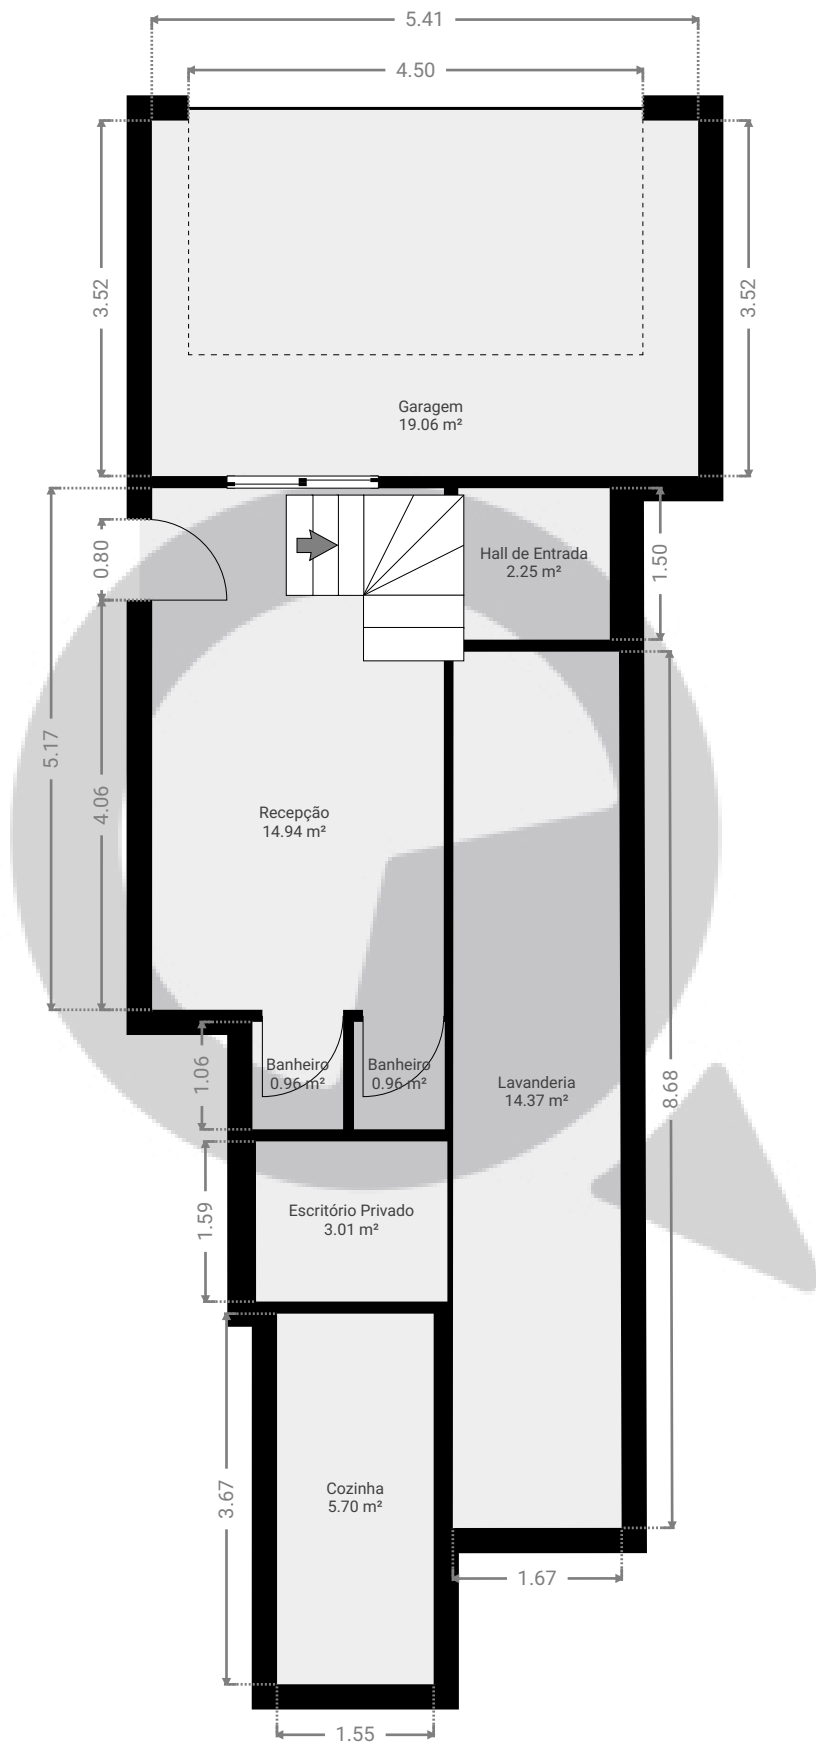 5.41
4.50
3.52
3.52
Garagem
19.06 m²
0.80
Hall de Entrada
2.25 m²
1.50
5.17
4.06
Recepção
14.94 m²
1.06
Banheiro
0.96 m²
Banheiro
0.96 m²
Lavanderia
14.37 m²
8.68
1.59
Escritório Privado
3.01 m²
3.67
Cozinha
5.70 m²
1.67
1.55